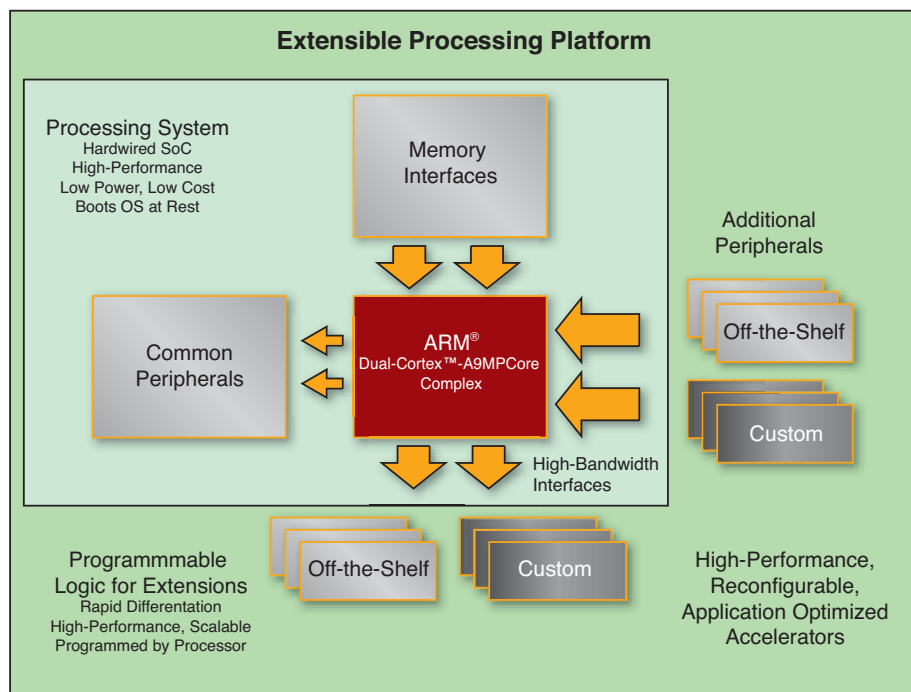 Extensible Processing Platform
Processing System
Hardwired SoC
High-Performance
Low Power, Low Cost
Boots OS at Rest
Memory
Interfaces
Additional
Peripherals
Off-the-Shelf
Custom
Common
Peripherals
ARM®
Dual-Cortex™-A9MPCore
Complex
High-Bandwidth
Interfaces
Programmmable
Logic for Extensions
Rapid Differentation
High-Performance, Scalable
Programmed by Processor
Off-the-Shelf
Custom
High-Performance,
Reconfigurable,
Application Optimized
Accelerators